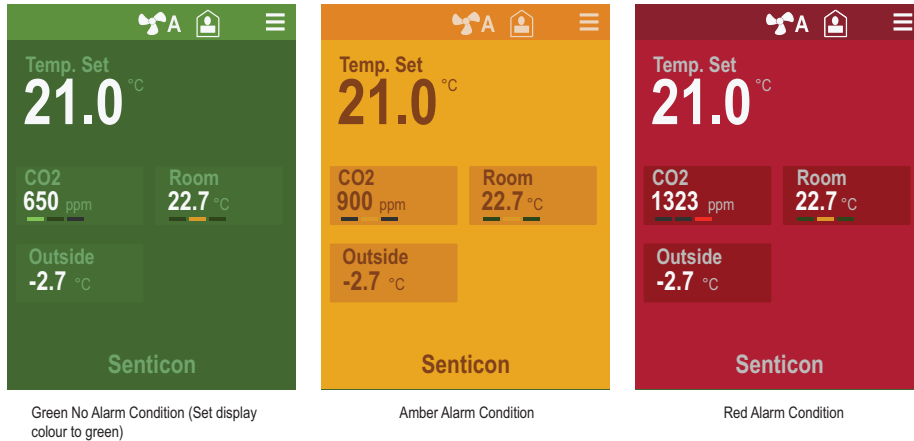 A
Temp. Set
21.0 °C
CO2
650 ppm
Room
22.7 °C
Outside
-2.7 °C
Senticon
Green No Alarm Condition (Set display
colour to green)
A
Temp. Set
21.0 °C
CO2
900 ppm
Room
22.7 °C
Outside
-2.7 °C
Senticon
Amber Alarm Condition
A
Temp. Set
21.0 °C
CO2
1323 ppm
Room
22.7 °C
Outside
-2.7 °C
Senticon
Red Alarm Condition